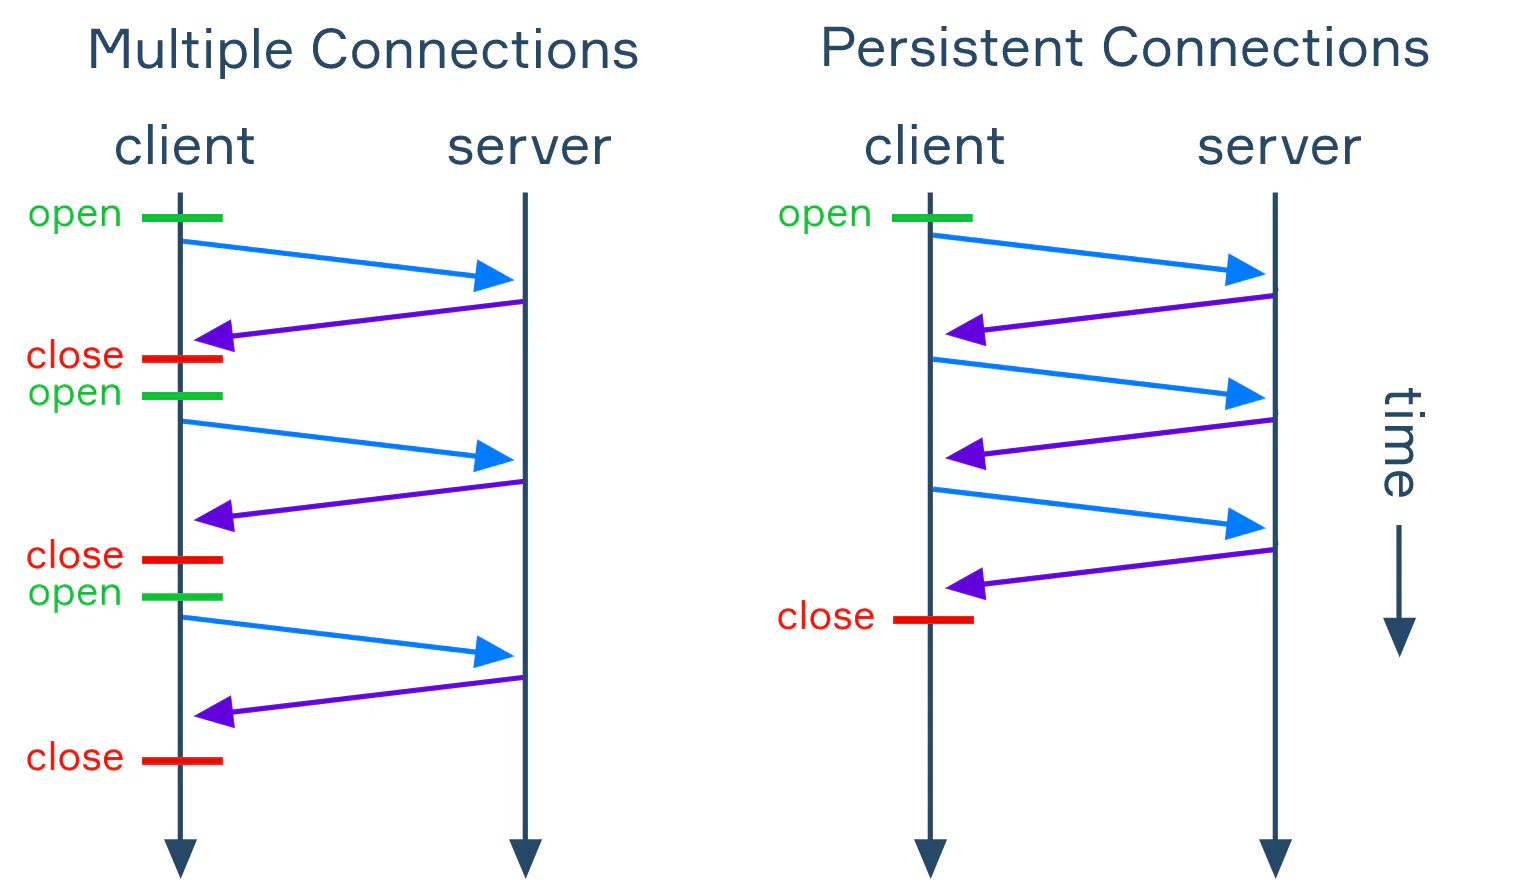 Multiple Connections
client
server
open
close
open
close
open
close
Persistent Connections
client
server
open
close
time